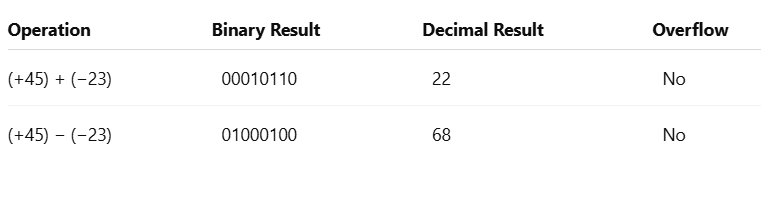 Operation Binary Result Decimal Result Overflow
(+45) + (−23) 00010110 22 No
(+45) − (−23) 01000100 68 No